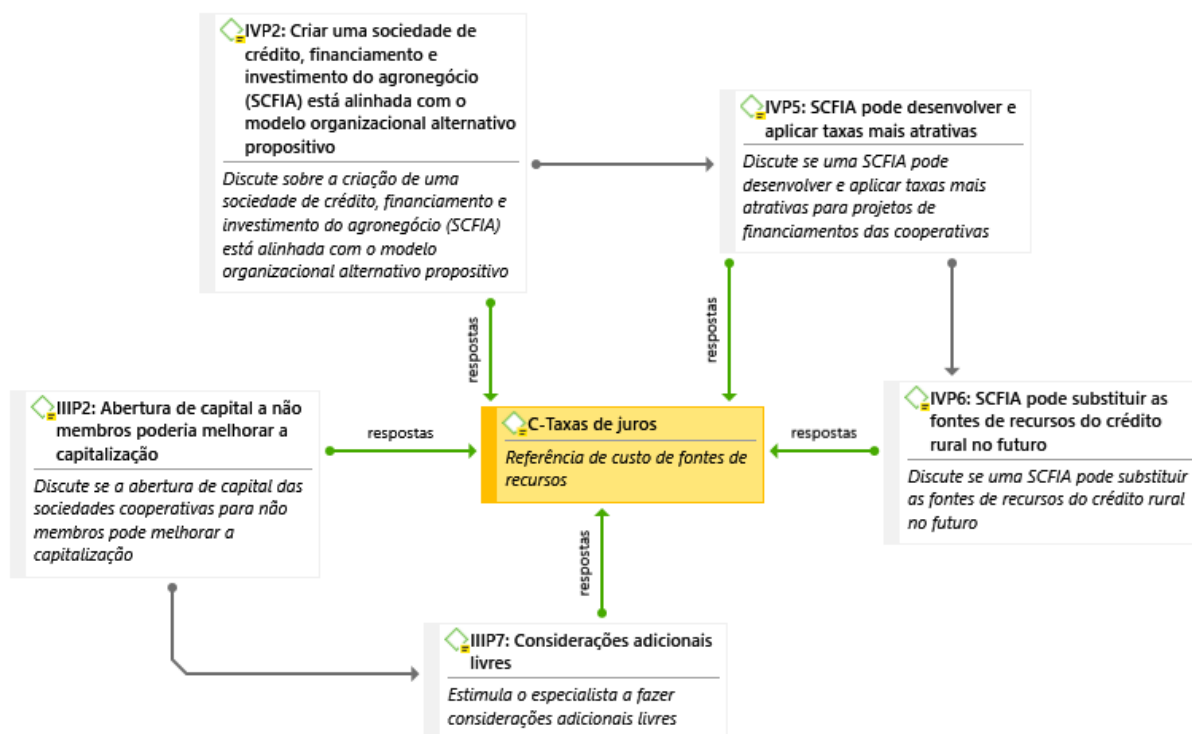 IVP2: Criar uma sociedade de
crédito, financiamento e
investimento do agronegócio
(SCFIA) está alinhada com o
modelo organizacional alternativo
propositivo
Discute sobre a criação de uma
sociedade de crédito, financiamento e
investimento do agronegócio (SCFIA)
está alinhada com o modelo
organizacional alternativo propositivo
IVP5: SCFIA pode desenvolver e
aplicar taxas mais atrativas
Discute se uma SCFIA pode
desenvolver e aplicar taxas mais
atrativas para projetos de
financiamentos das cooperativas
respostas
respostas
IIIP2: Abertura de capital a não
membros poderia melhorar a
capitalização
Discute se a abertura de capital das
sociedades cooperativas para não
membros pode melhorar a
capitalização
respostas
C-Taxas de juros
Referência de custo de fontes de
recursos
respostas
IVP6: SCFIA pode substituir as
fontes de recursos do crédito
rural no futuro
Discute se uma SCFIA pode substituir
as fontes de recursos do crédito rural
no futuro
respostas
IIIP7: Considerações adicionais
livres
Estimula o especialista a fazer
considerações adicionais livres